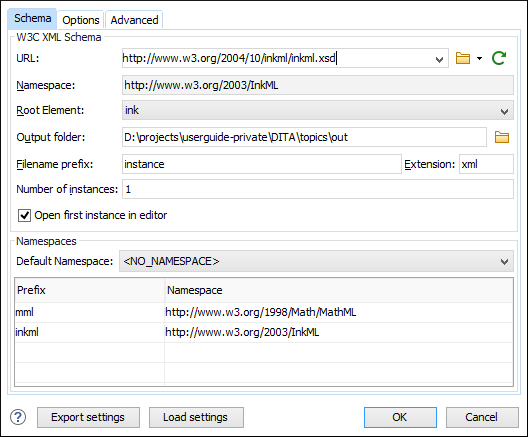 Schema Options Advanced
W3C XML Schema
URL: http://www.w3.org/2004/10/inkml/inkml.xsd
Namespace: http://www.w3.org/2003/InkML
Root Element: ink
Output folder: D:\projects\userguide-private\DITA\topics\out
Filename prefix: instance Extension: xml
Number of instances: 1
Open first instance in editor
Namespaces
Default Namespace: <NO_NAMESPACE>
Prefix Namespace
mml http://www.w3.org/1998/Math/MathML
inkml http://www.w3.org/2003/InkML
? Export settings Load settings OK Cancel